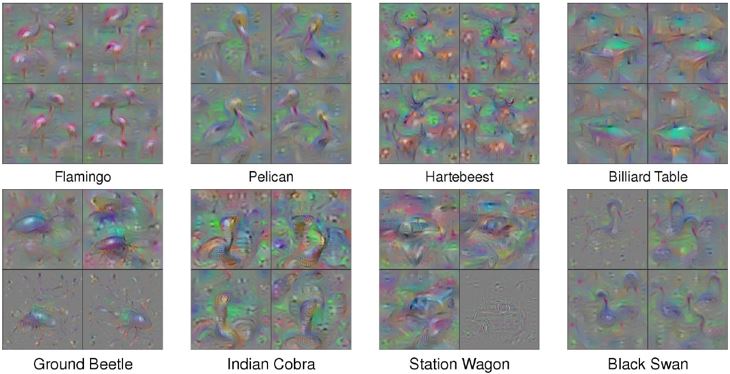 Flamingo
Pelican
Hartebeest
Billiard Table
Ground Beetle
Indian Cobra
Station Wagon
Black Swan